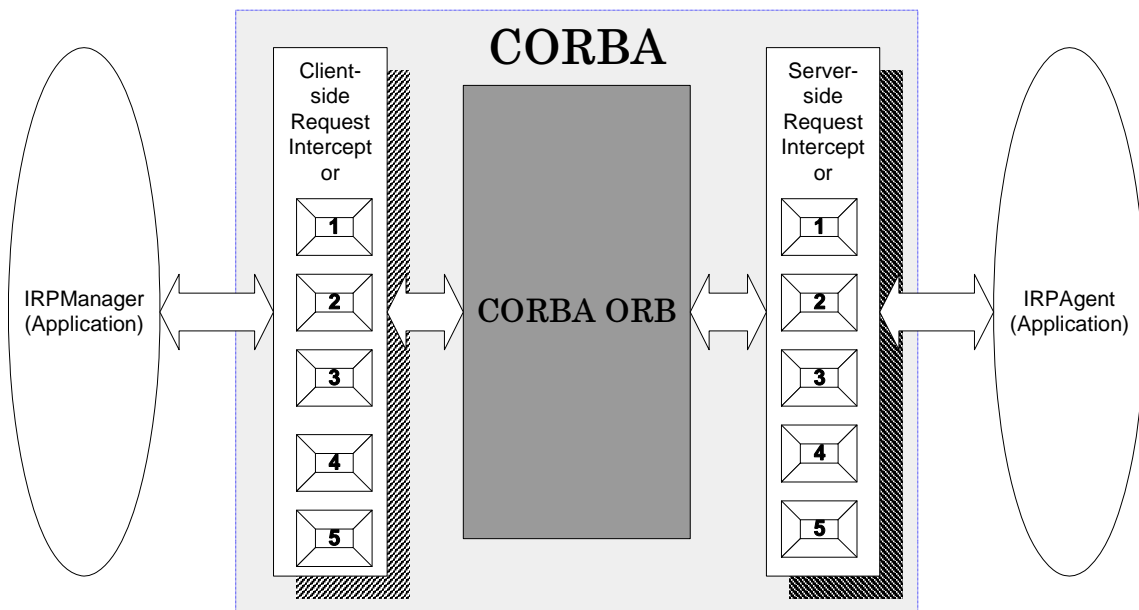 CORBA
Client-
side
Request
Intercept
or
1
2
3
4
5
IRPManager
(Application)
CORBA ORB
Server-
side
Request
Intercept
or
1
2
3
4
5
IRPAgent
(Application)